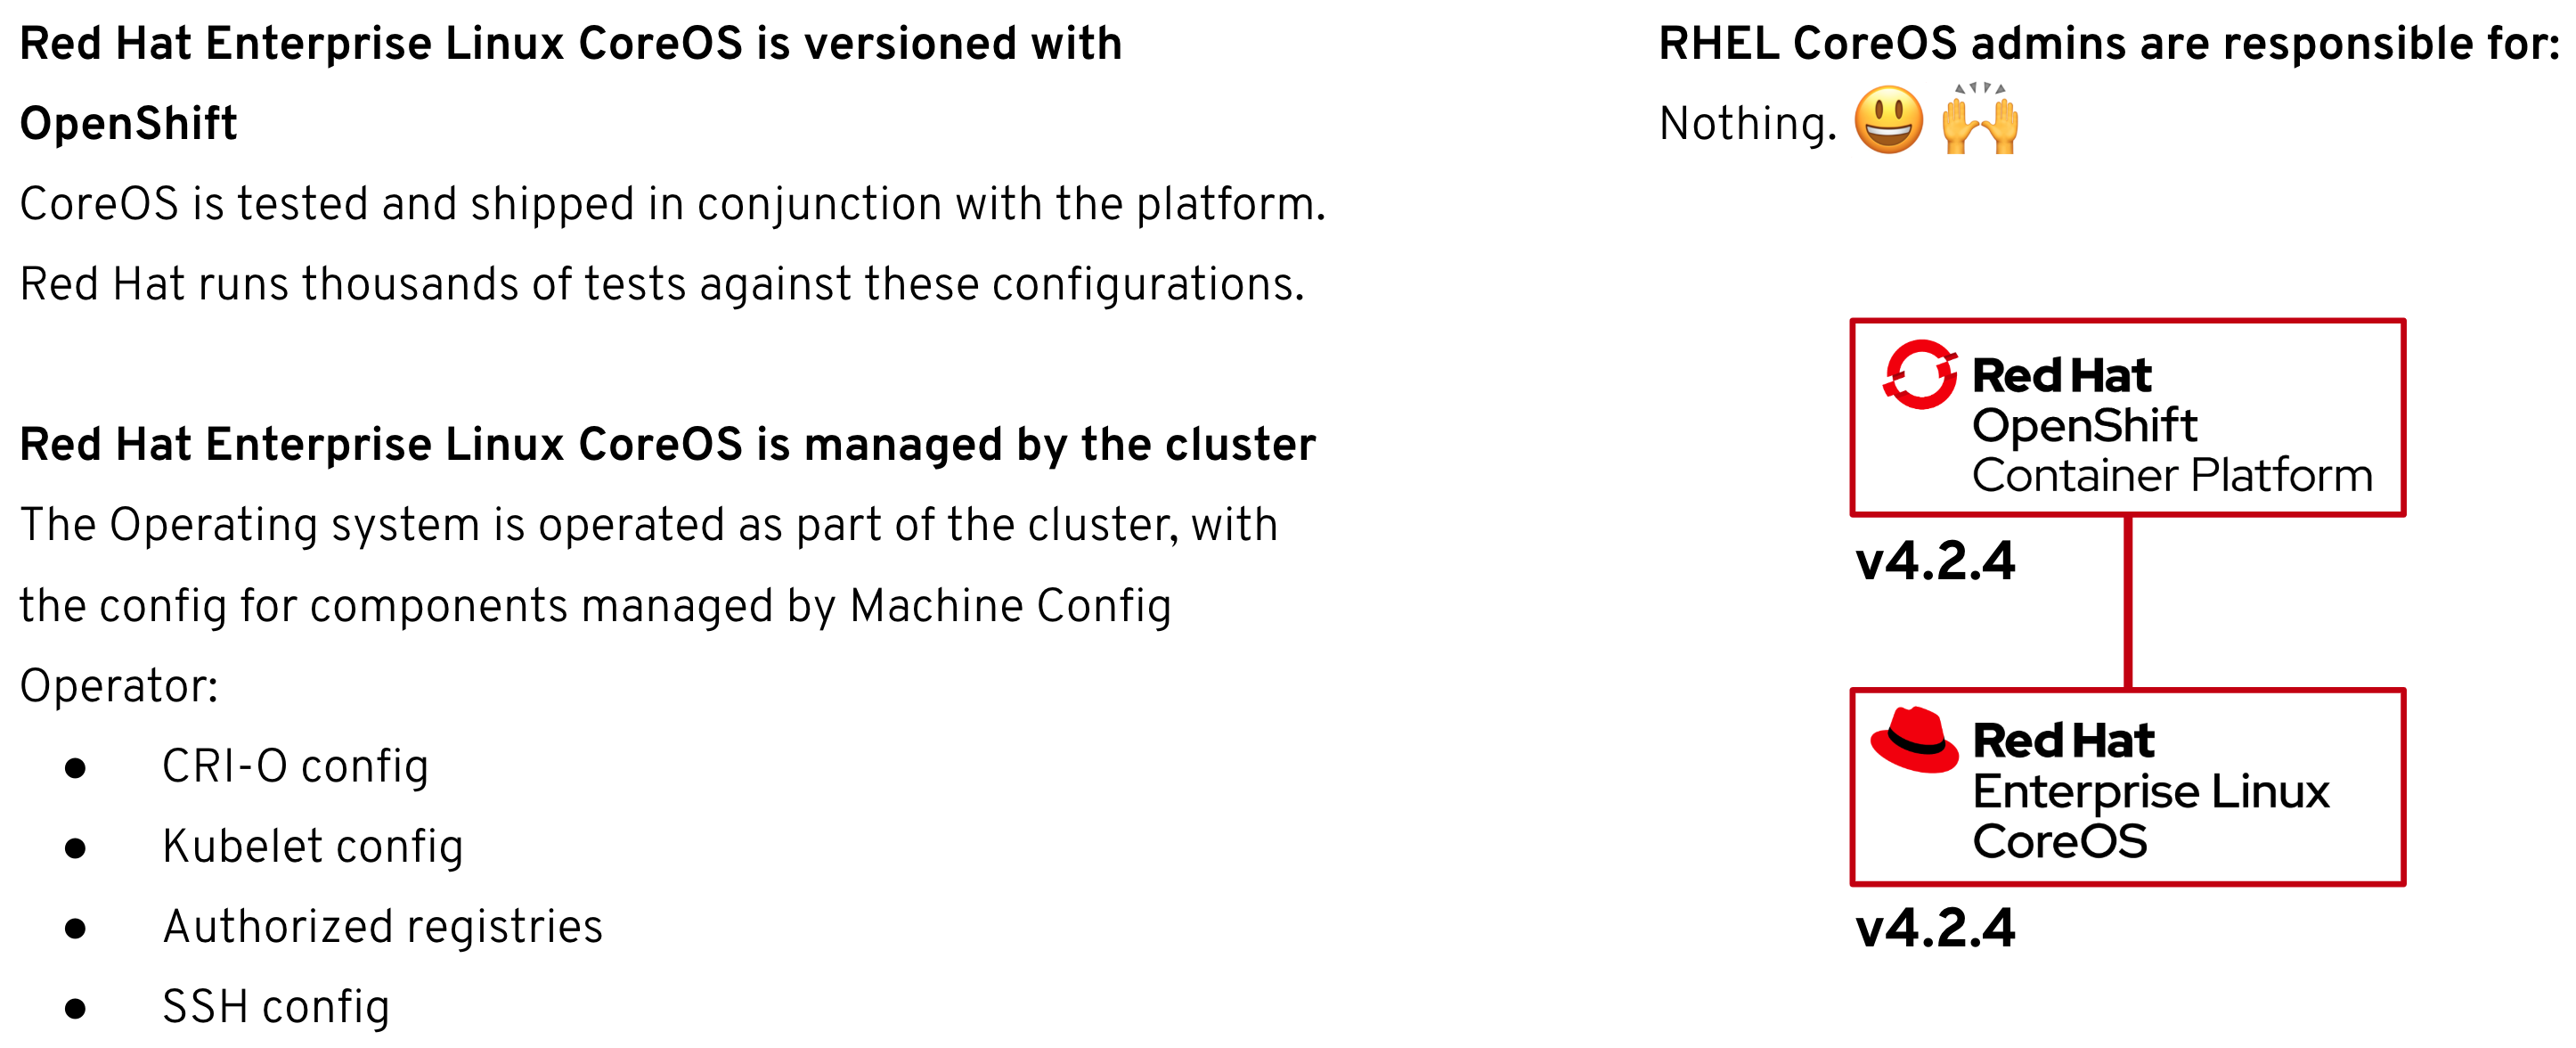 Red Hat Enterprise Linux CoreOS is versioned with
OpenShift
CoreOS is tested and shipped in conjunction with the platform.
Red Hat runs thousands of tests against these configurations.
Red Hat Enterprise Linux CoreOS is managed by the cluster
The Operating system is operated as part of the cluster, with
the config for components managed by Machine Config
Operator:
● CRI-O config
● Kubelet config
● Authorized registries
● SSH config
RHEL CoreOS admins are responsible for:
Nothing. 😃 🙌
Red Hat
OpenShift
Container Platform
v4.2.4
Red Hat
Enterprise Linux
CoreOS
v4.2.4